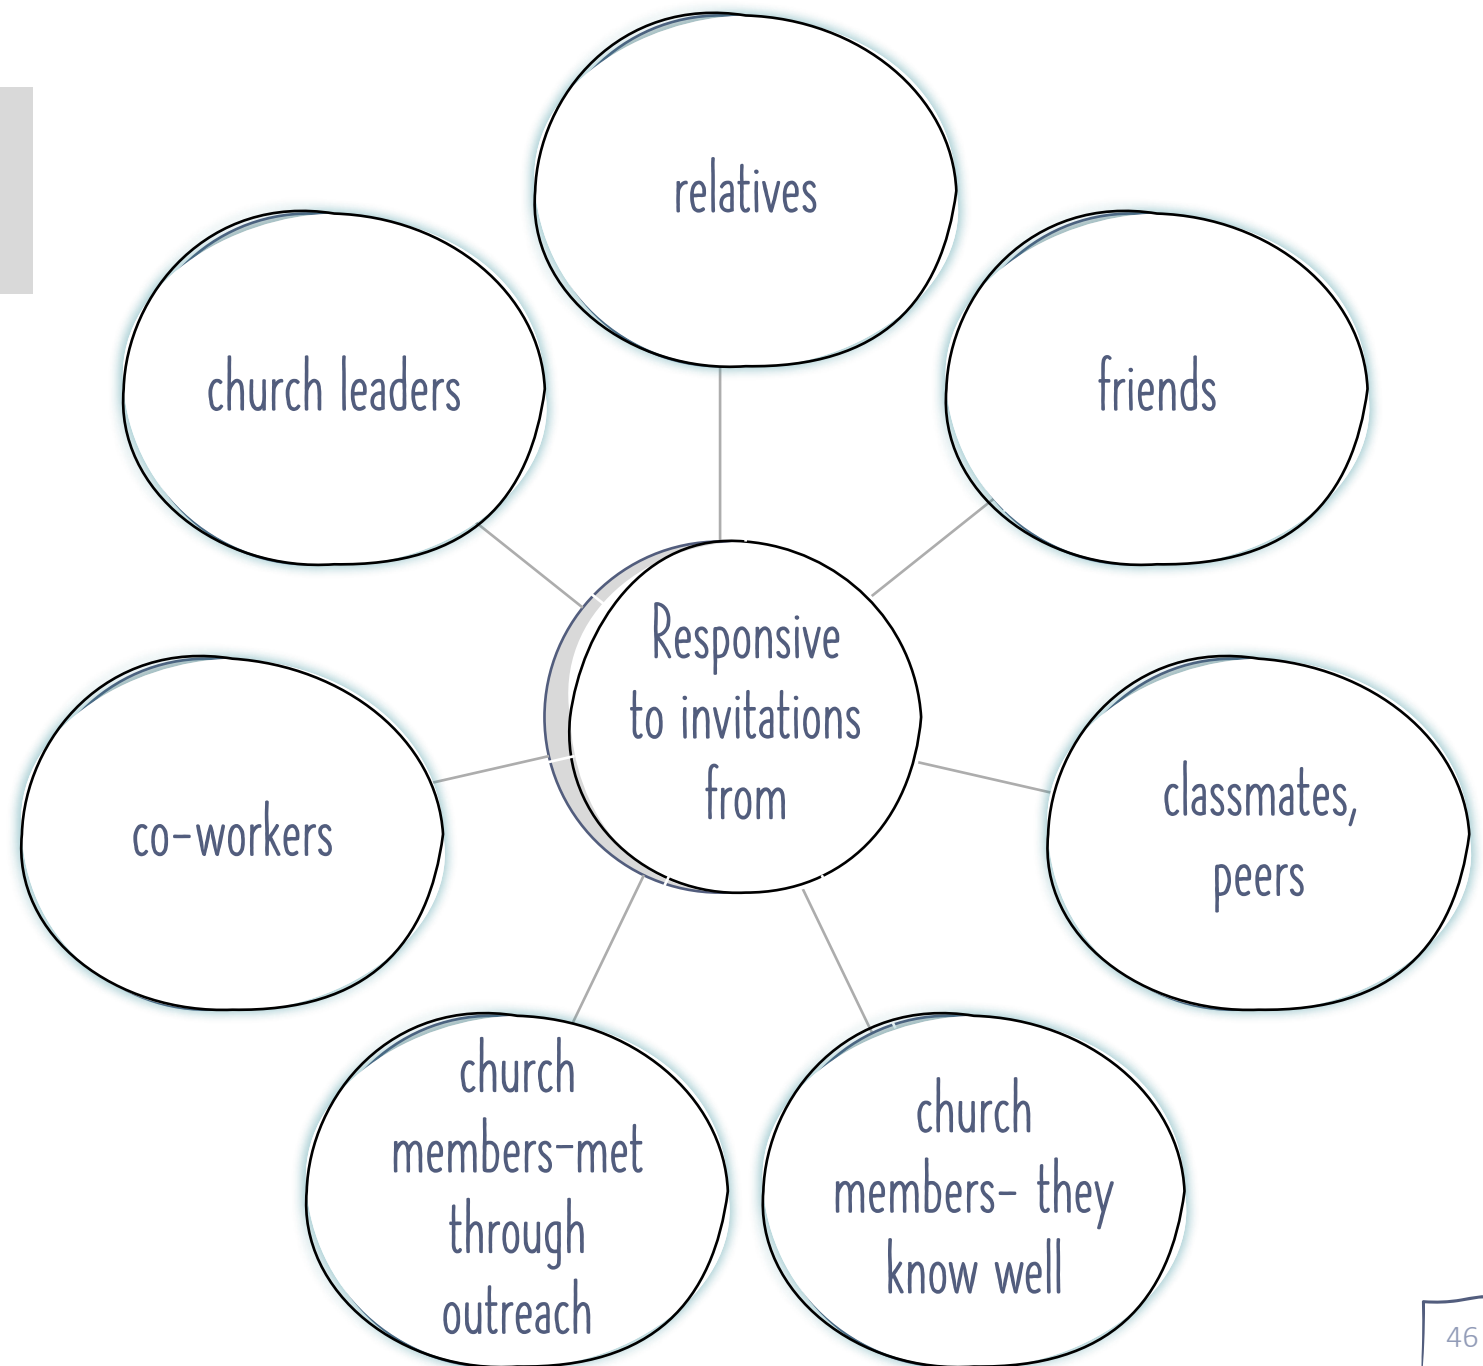 relatives
church leaders
friends
Responsive
to invitations
from
co-workers
classmates,
peers
church
members-met
through
outreach
church
members- they
know well
46